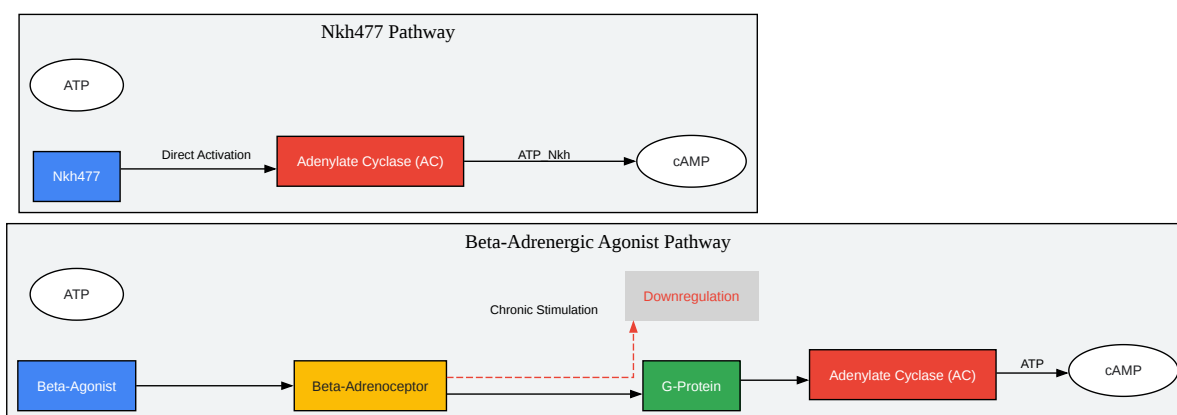 Nkh477 Pathway
ATP
Nkh477
Direct Activation
Adenylate Cyclase (AC)
ATP_Nkh
cAMP
Beta-Adrenergic Agonist Pathway
ATP
Chronic Stimulation
Downregulation
Beta-Agonist
Beta-Adrenoceptor
G-Protein
Adenylate Cyclase (AC)
ATP
cAMP